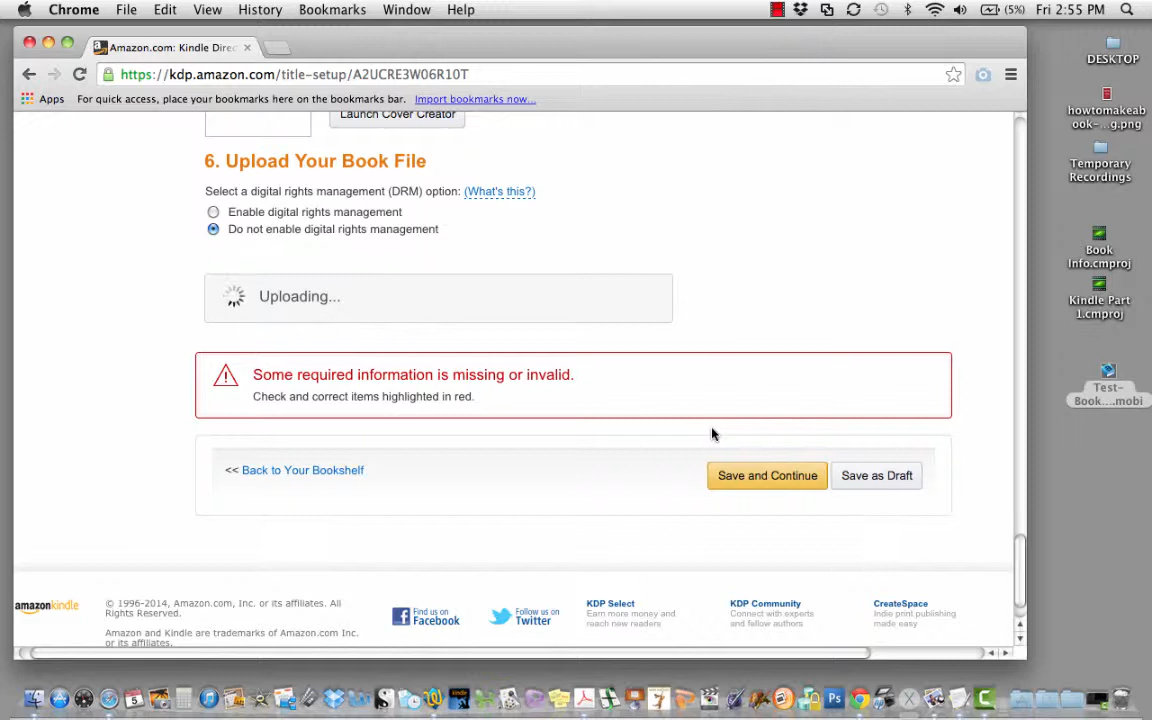 Chrome File Edit View History Bookmarks Window Help (5%) Fri 2:55 PM
Amazon.com: Kindle Direc
https://kdp.amazon.com/title-setup/A2UCRE3W06R10T
Apps For quick access, place your bookmarks here on the bookmarks bar. Import bookmarks now...
Launch Cover Creator
6. Upload Your Book File
Select a digital rights management (DRM) option: (What's this?)
Enable digital rights management
Do not enable digital rights management
Uploading...
Some required information is missing or invalid.
Check and correct items highlighted in red.
<< Back to Your Bookshelf
Save and Continue Save as Draft
amazonkindle
© 1996-2014, Amazon.com, Inc. or its affiliates. All
Rights Reserved.
Amazon and Kindle are trademarks of Amazon.com Inc.
or its affiliates.
Find us on
Facebook
Follow us on
Twitter
KDP Select
Earn more money and
reach new readers
KDP Community
Connect with experts
and fellow authors
CreateSpace
Indie print publishing
made easy
DESKTOP
howtomakeab
ook-...g.png
Temporary
Recordings
Book
Info.cmproj
Kindle Part
1.cmproj
Test-
Book....mobi